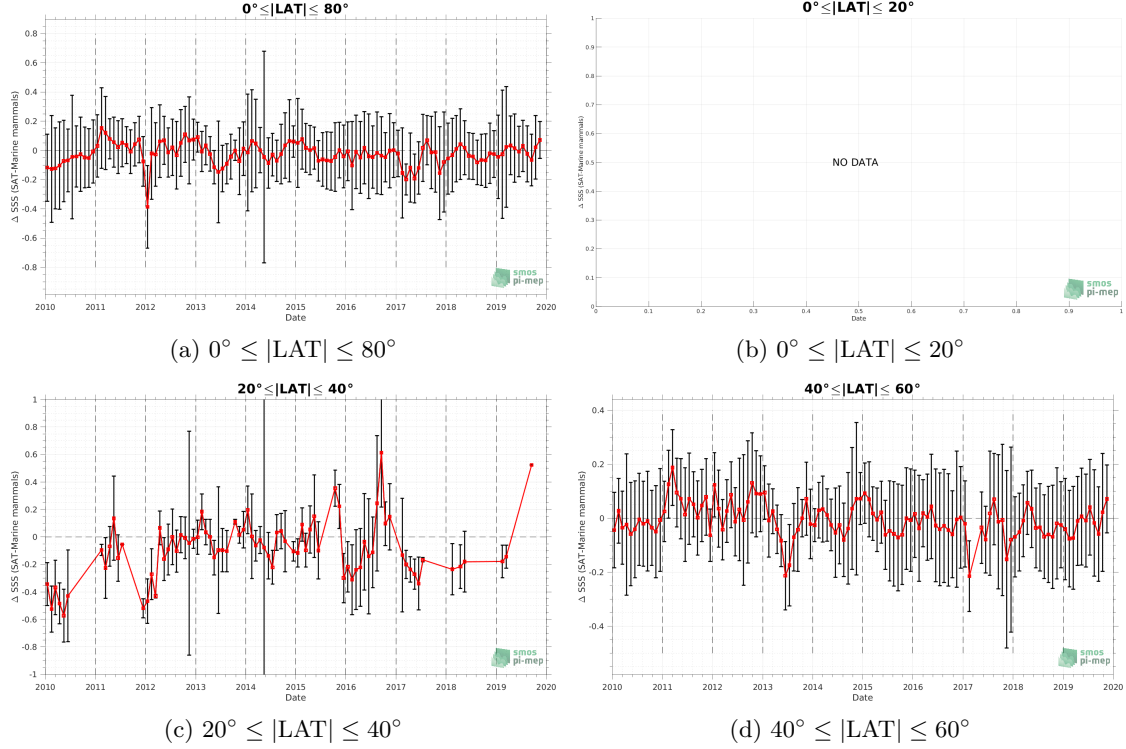 0°≤|LAT|≤ 80°
Δ SSS (SAT-Marine mammals)
0.8
0.6
0.4
0.2
0
-0.2
-0.4
-0.6
-0.8
2010 2011 2012 2013 2014 2015 2016 2017 2018 2019 2020
Date
smos
pi-mep
(a) 0° ≤ |LAT| ≤ 80°
0°≤|LAT|≤ 20°
Δ SSS (SAT-Marine mammals)
1
0.9
0.8
0.7
0.6
0.5
0.4
0.3
0.2
0.1
0
NO DATA
0 0.1 0.2 0.3 0.4 0.5 0.6 0.7 0.8 0.9 1
Date
smos
pi-mep
(b) 0° ≤ |LAT| ≤ 20°
20°≤|LAT|≤ 40°
Δ SSS (SAT-Marine mammals)
1
0.8
0.6
0.4
0.2
0
-0.2
-0.4
-0.6
-0.8
-1
2010 2011 2012 2013 2014 2015 2016 2017 2018 2019 2020
Date
smos
pi-mep
(c) 20° ≤ |LAT| ≤ 40°
40°≤|LAT|≤ 60°
Δ SSS (SAT-Marine mammals)
0.4
0.2
0
-0.2
-0.4
2010 2011 2012 2013 2014 2015 2016 2017 2018 2019 2020
Date
smos
pi-mep
(d) 40° ≤ |LAT| ≤ 60°